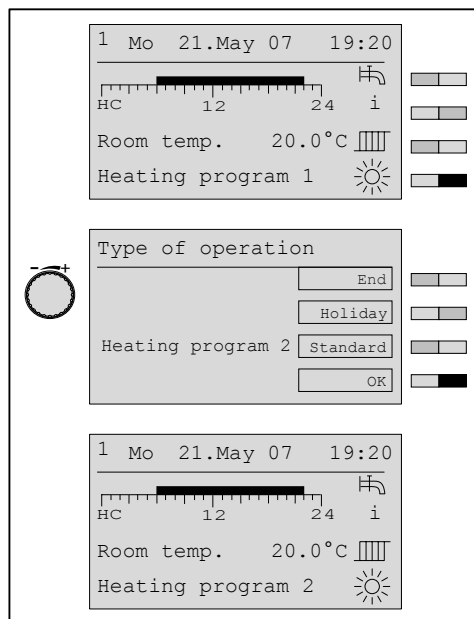 1 Mo 21.May 07 19:20
HC 12 24 i
Room temp. 20.0°C
Heating program 1
- +
Type of operation
End
Holiday
Heating program 2 Standard
OK
1 Mo 21.May 07 19:20
HC 12 24 i
Room temp. 20.0°C
Heating program 2